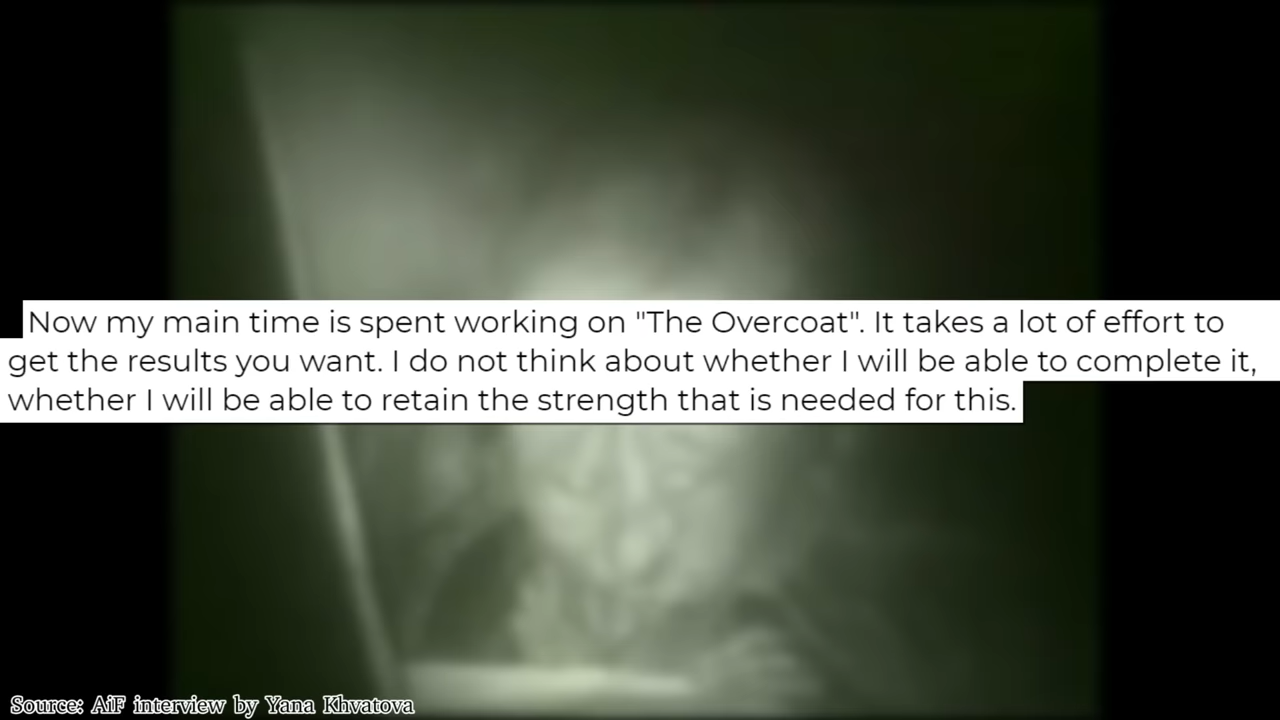 Now my main time is spent working on "The Overcoat". It takes a lot of effort to
get the results you want. I do not think about whether I will be able to complete it,
whether I will be able to retain the strength that is needed for this.
Source: AiF interview by Yana Khvatova